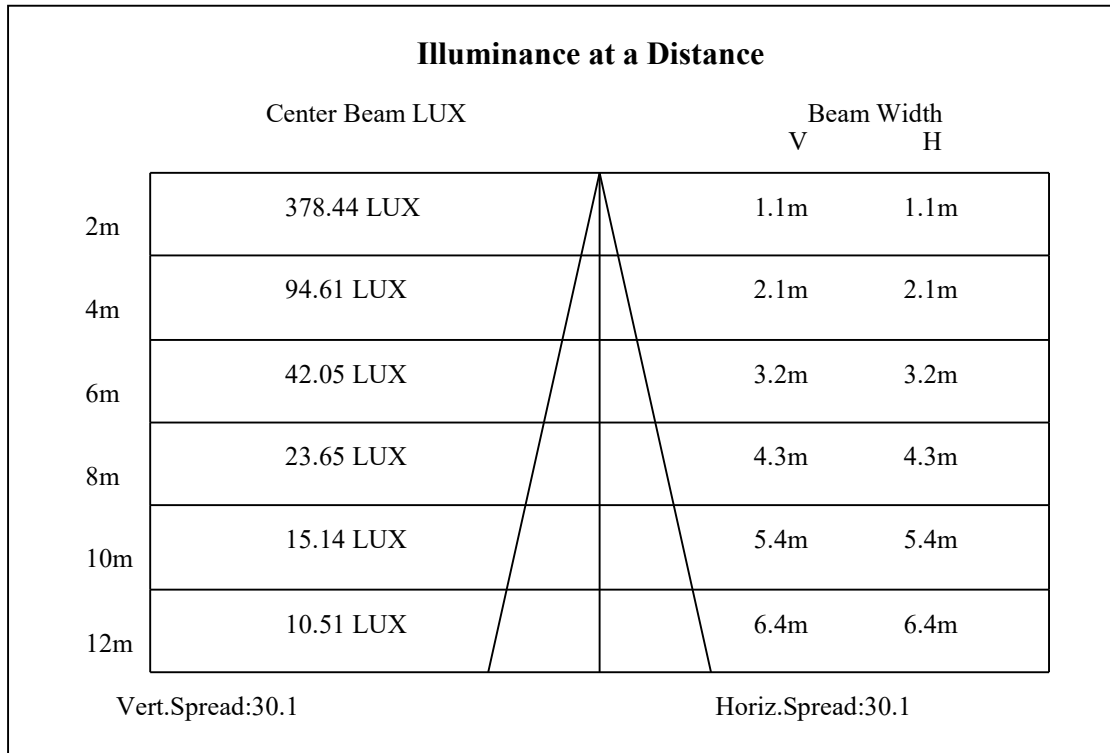 Illuminance at a Distance
Center Beam LUX Beam Width
V H
2m 378.44 LUX 1.1m 1.1m
4m 94.61 LUX 2.1m 2.1m
6m 42.05 LUX 3.2m 3.2m
8m 23.65 LUX 4.3m 4.3m
10m 15.14 LUX 5.4m 5.4m
12m 10.51 LUX 6.4m 6.4m
Vert.Spread:30.1 Horiz.Spread:30.1